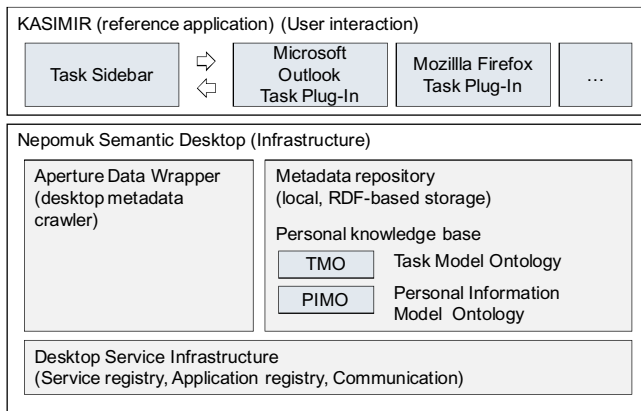 KASIMIR (reference application) (User interaction)
Task Sidebar
Microsoft
Outlook
Task Plug-In
Mozillla Firefox
Task Plug-In
...
Nepomuk Semantic Desktop (Infrastructure)
Aperture Data Wrapper
(desktop metadata
crawler)
Metadata repository
(local, RDF-based storage)
Personal knowledge base
TMO
Task Model Ontology
PIMO
Personal Information
Model Ontology
Desktop Service Infrastructure
(Service registry, Application registry, Communication)